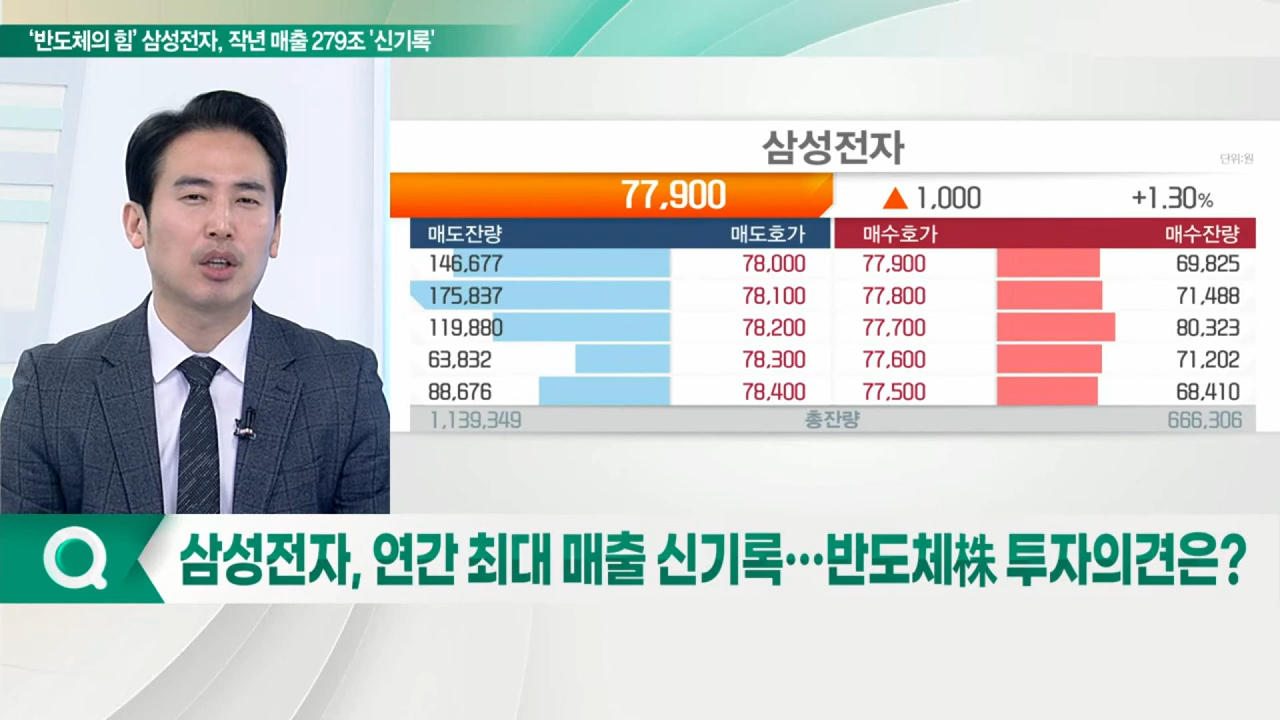 ‘반도체의 힘’ 삼성전자, 작년 매출 279조 '신기록'
삼성전자
단위:원
77,900 ▲ 1,000 +1.30%
매도잔량 매도호가 매수호가 매수잔량
146,677 78,000 77,900 69,825
175,837 78,100 77,800 71,488
119,880 78,200 77,700 80,323
63,832 78,300 77,600 71,202
88,676 78,400 77,500 68,410
1,139,349 총잔량 666,306
삼성전자, 연간 최대 매출 신기록…반도체株 투자의견은?